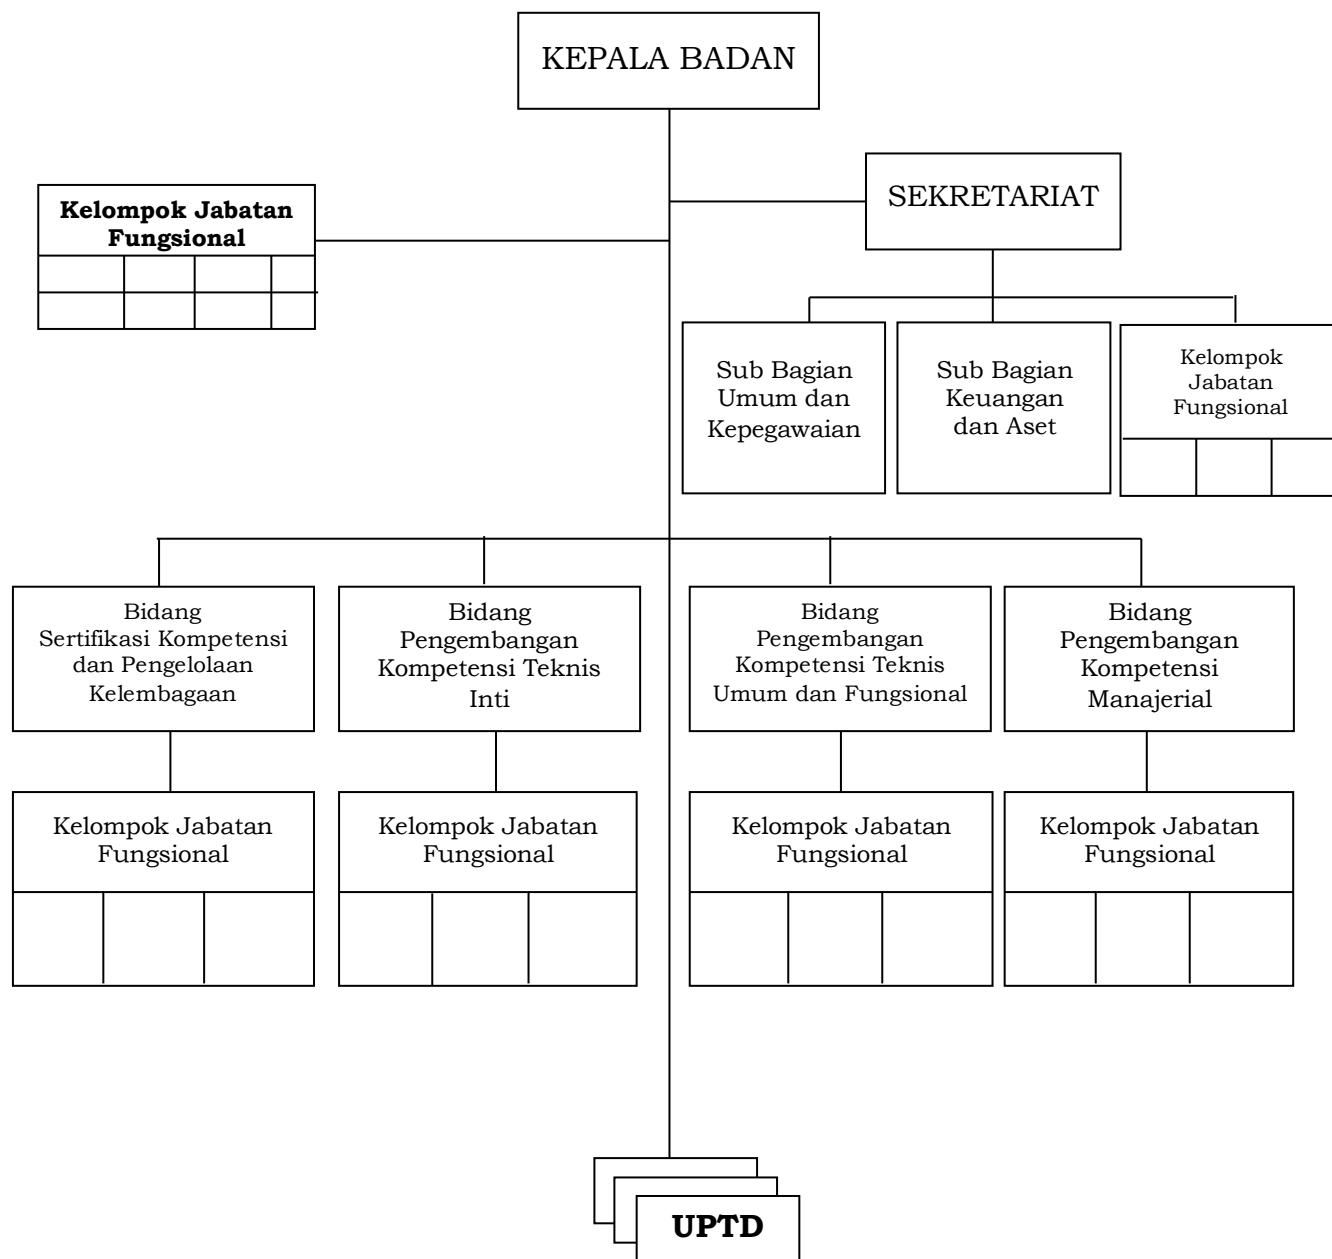 KEPALA BADAN
SEKRETARIAT
Kelompok Jabatan
Fungsional
Sub Bagian
Umum dan
Kepegawaian
Sub Bagian
Keuangan
dan Aset
Kelompok
Jabatan
Fungsional
Bidang
Sertifikasi Kompetensi
dan Pengelolaan
Kelembagaan
Bidang
Pengembangan
Kompetensi Teknis
Inti
Bidang
Pengembangan
Kompetensi Teknis
Umum dan Fungsional
Bidang
Pengembangan
Kompetensi
Manajerial
Kelompok Jabatan
Fungsional
Kelompok Jabatan
Fungsional
Kelompok Jabatan
Fungsional
Kelompok Jabatan
Fungsional
UPTD